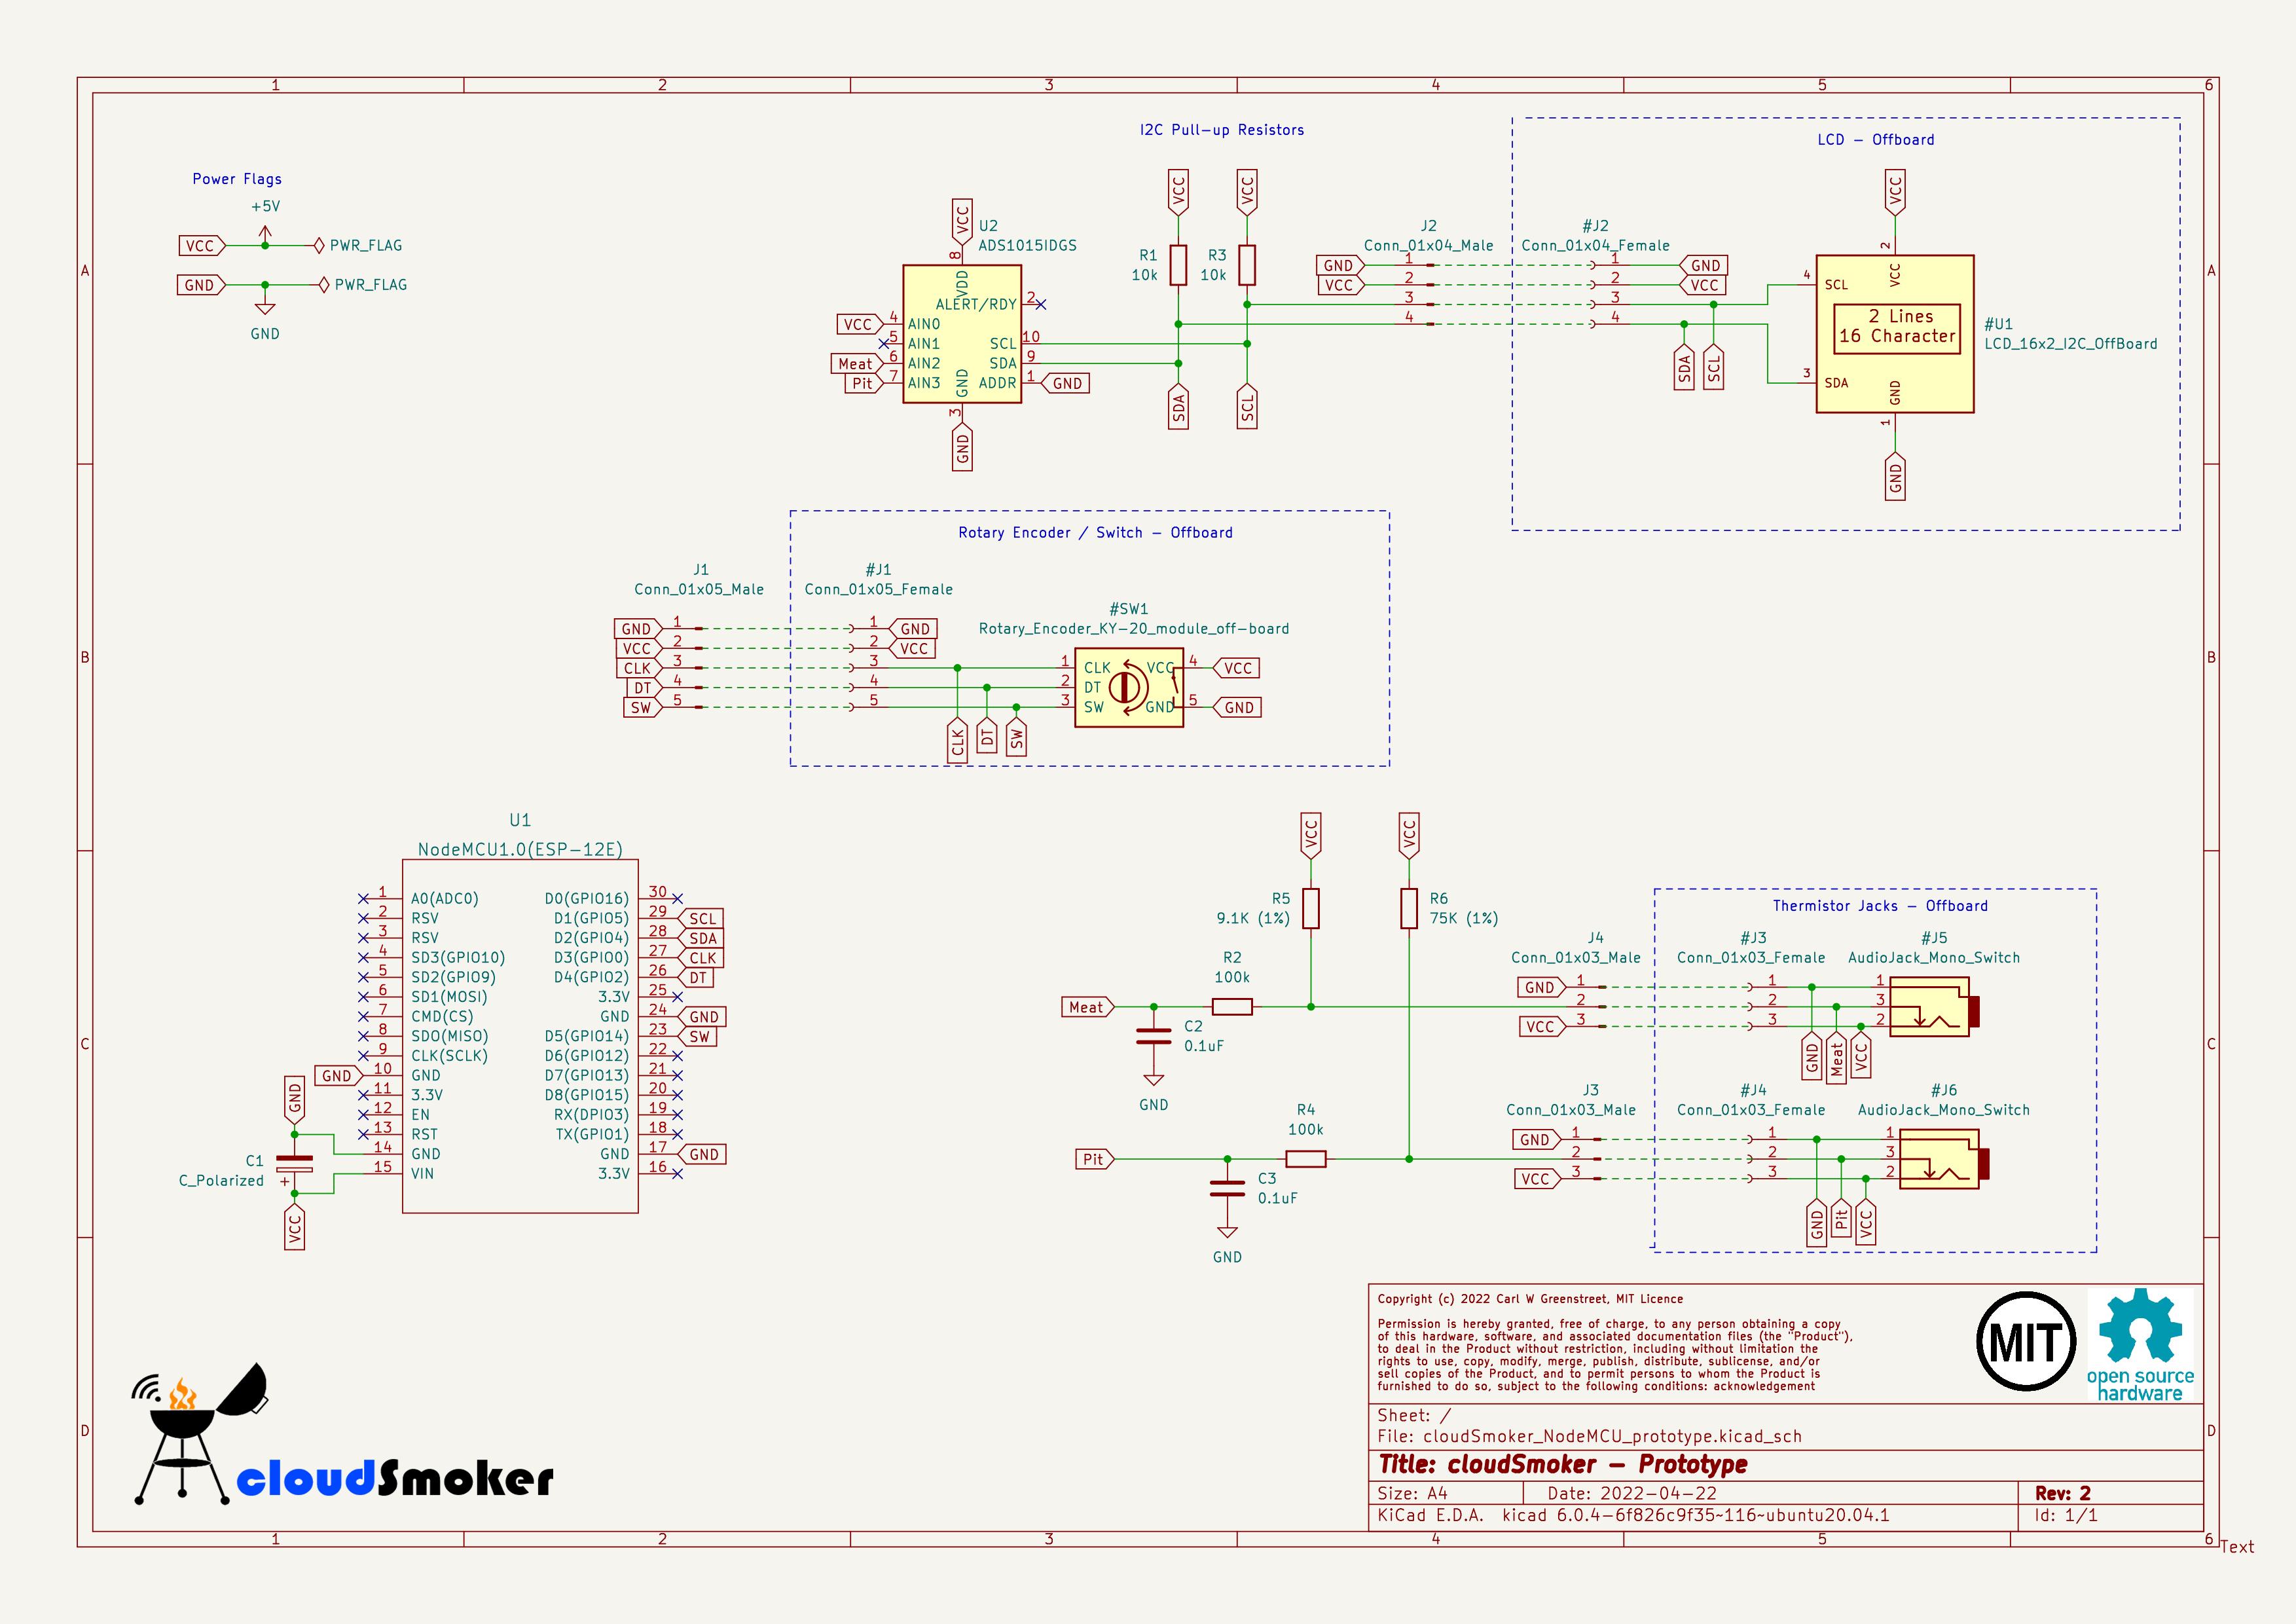 1 2 3 4 5 6
A
B
C
D
Power Flags
+5V
VCC PWR_FLAG
GND PWR_FLAG
GND
I2C Pull-up Resistors
VCC
U2
ADS1015IDGS
8 VDD
ALERT/RDY 2
VCC 4 AIN0
5 AIN1 SCL 10
Meat 6 AIN2 SDA 9
Pit 7 AIN3 ADDR 1 GND
GND
3
GND
VCC VCC
R1 R3
10k 10k
SDA SCL
J2
Conn_01x04_Male
GND 1
VCC 2
3
4
LCD - Offboard
#J2
Conn_01x04_Female
1 GND
2 VCC
3
4
SDA SCL
VCC
2
VCC
4 SCL
2 Lines
16 Character
3 SDA
GND
1
GND
#U1
LCD_16x2_I2C_OffBoard
Rotary Encoder / Switch - Offboard
J1
Conn_01x05_Male
GND 1
VCC 2
CLK 3
DT 4
SW 5
#J1
Conn_01x05_Female
1 GND
2 VCC
3
4
5
CLK DT SW
#SW1
Rotary_Encoder_KY-20_module_off-board
1 CLK VCC 4 VCC
2 DT
3 SW GND 5 GND
U1
NodeMCU1.0(ESP-12E)
1 A0(ADC0) D0(GPIO16) 30
2 RSV D1(GPIO5) 29 SCL
3 RSV D2(GPIO4) 28 SDA
4 SD3(GPIO10) D3(GPIO0) 27 CLK
5 SD2(GPIO9) D4(GPIO2) 26 DT
6 SD1(MOSI) 3.3V 25
7 CMD(CS) GND 24 GND
8 SDO(MISO) D5(GPIO14) 23 SW
9 CLK(SCLK) D6(GPIO12) 22
GND 10 GND D7(GPIO13) 21
11 3.3V D8(GPIO15) 20
12 EN RX(DPIO3) 19
13 RST TX(GPIO1) 18
14 GND GND 17 GND
15 VIN 3.3V 16
GND
C1
C_Polarized
+
VCC
VCC VCC
R5
9.1K (1%)
R6
75K (1%)
R2
100k
Meat
C2
0.1uF
GND
R4
100k
Pit
C3
0.1uF
GND
J4
Conn_01x03_Male
GND 1
2
VCC 3
J3
Conn_01x03_Male
GND 1
2
VCC 3
Thermistor Jacks - Offboard
#J3
Conn_01x03_Female
1
2
3
GND Meat VCC
#J5
AudioJack_Mono_Switch
1
3
2
#J4
Conn_01x03_Female
1
2
3
GND Pit VCC
#J6
AudioJack_Mono_Switch
1
3
2
cloudSmoker
Copyright (c) 2022 Carl W Greenstreet, MIT Licence
Permission is hereby granted, free of charge, to any person obtaining a copy
of this hardware, software, and associated documentation files (the "Product"),
to deal in the Product without restriction, including without limitation the
rights to use, copy, modify, merge, publish, distribute, sublicense, and/or
sell copies of the Product, and to permit persons to whom the Product is
furnished to do so, subject to the following conditions: acknowledgement
MIT
open source
hardware
Sheet: /
File: cloudSmoker_NodeMCU_prototype.kicad_sch
Title: cloudSmoker - Prototype
Size: A4 Date: 2022-04-22 Rev: 2
KiCad E.D.A. kicad 6.0.4-6f826c9f35~116~ubuntu20.04.1 Id: 1/1
A
B
C
D
1 2 3 4 5 6
Text